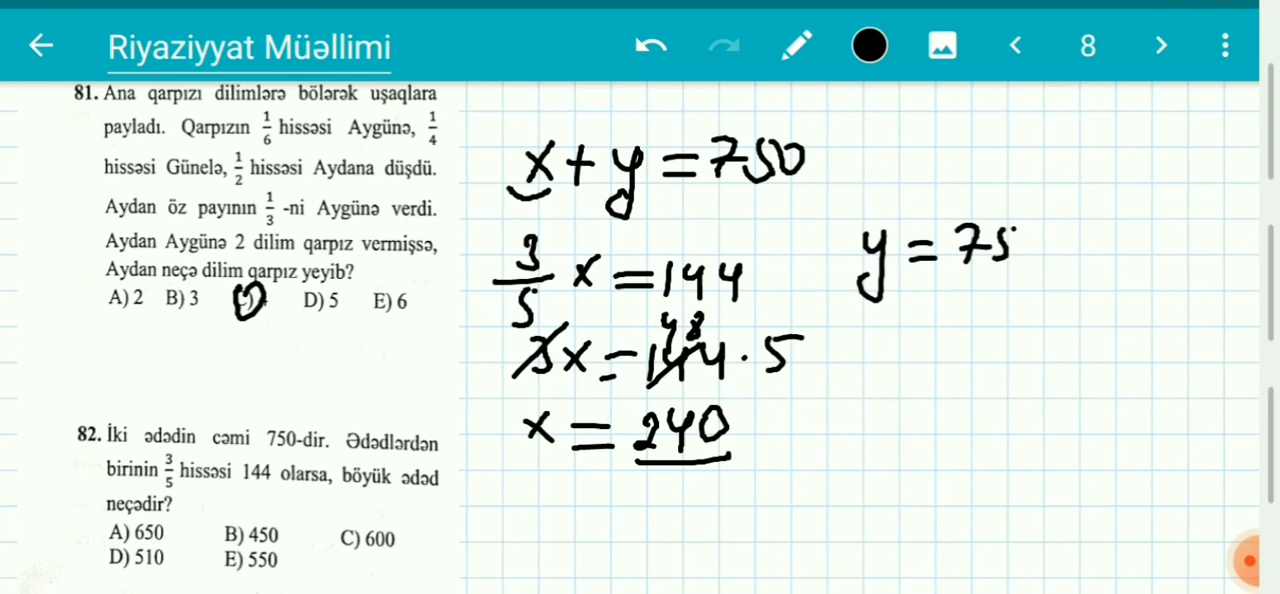 Riyaziyyat Müəllimi
8
81. Ana qarpızı dilimlərə bölərək uşaqlara
payladı. Qarpızın 1/6 hissəsi Aygünə, 1/4
hissəsi Günelə, 1/2 hissəsi Aydana düşdü.
Aydan öz payının 1/3 -ni Aygünə verdi.
Aydan Aygünə 2 dilim qarpız vermişsə,
Aydan neçə dilim qarpız yeyib?
A) 2 B) 3 D) 5 E) 6
82. İki ədədin cəmi 750-dir. Ədədlərdən
birinin 3/5 hissəsi 144 olarsa, böyük ədəd
neçədir?
A) 650 B) 450 C) 600
D) 510 E) 550
x + y = 750
3/5 x = 144
48
3x = 144 · 5
x = 240
y = 75